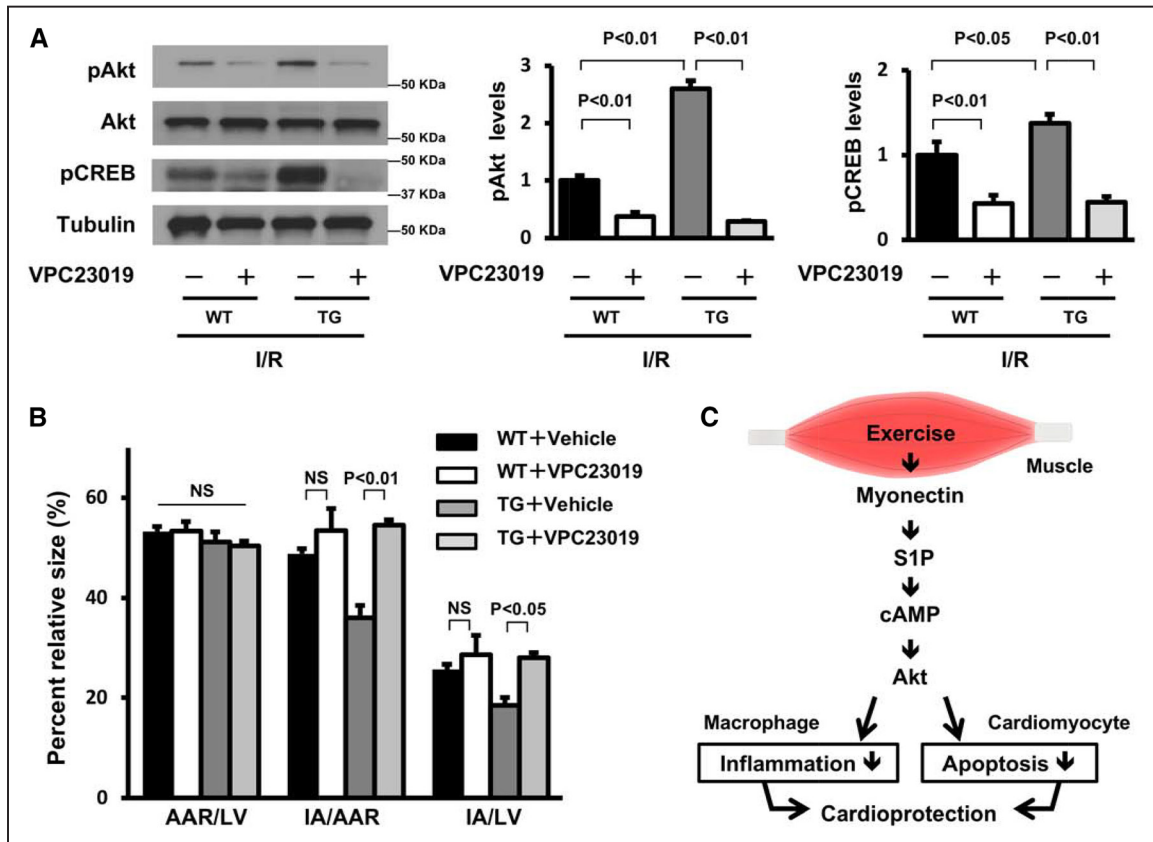 A
pAkt
—50 KDa
Akt
—50 KDa
pCREB
—50 KDa
—37 KDa
Tubulin
—50 KDa
VPC23019 − + − +
WT TG
I/R
P<0.01 P<0.01
P<0.01
pAkt levels
3
2
1
0
VPC23019 − + − +
WT TG
I/R
P<0.05 P<0.01
P<0.01
pCREB levels
2
1
0
VPC23019 − + − +
WT TG
I/R
B
WT+Vehicle
WT+VPC23019
TG+Vehicle
TG+VPC23019
Percent relative size (%)
60
40
20
0
NS
NS P<0.01
NS P<0.05
AAR/LV IA/AAR IA/LV
C
Exercise
Muscle
Myonectin
S1P
cAMP
Akt
Macrophage Cardiomyocyte
Inflammation Apoptosis
Cardioprotection